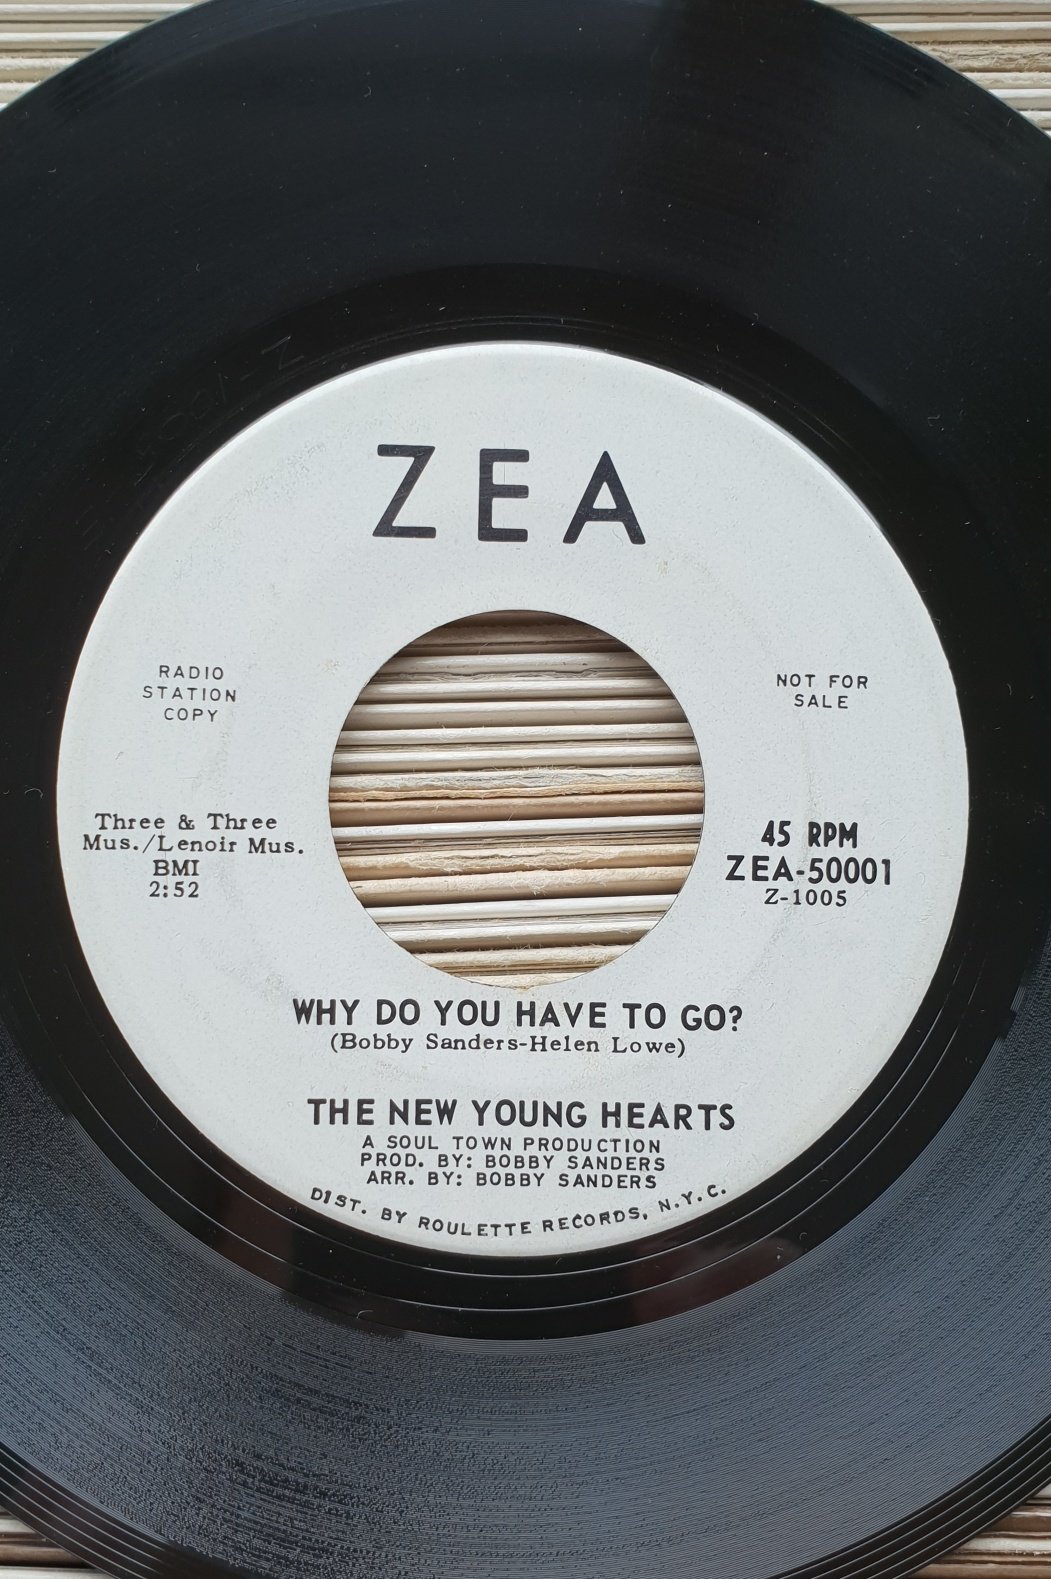 ZEA
RADIO
STATION
COPY
NOT FOR
SALE
Three & Three
Mus./Lenoir Mus.
BMI
2:52
45 RPM
ZEA-50001
Z-1005
WHY DO YOU HAVE TO GO?
(Bobby Sanders-Helen Lowe)
THE NEW YOUNG HEARTS
A SOUL TOWN PRODUCTION
PROD. BY: BOBBY SANDERS
ARR. BY: BOBBY SANDERS
DIST. BY ROULETTE RECORDS, N.Y.C.